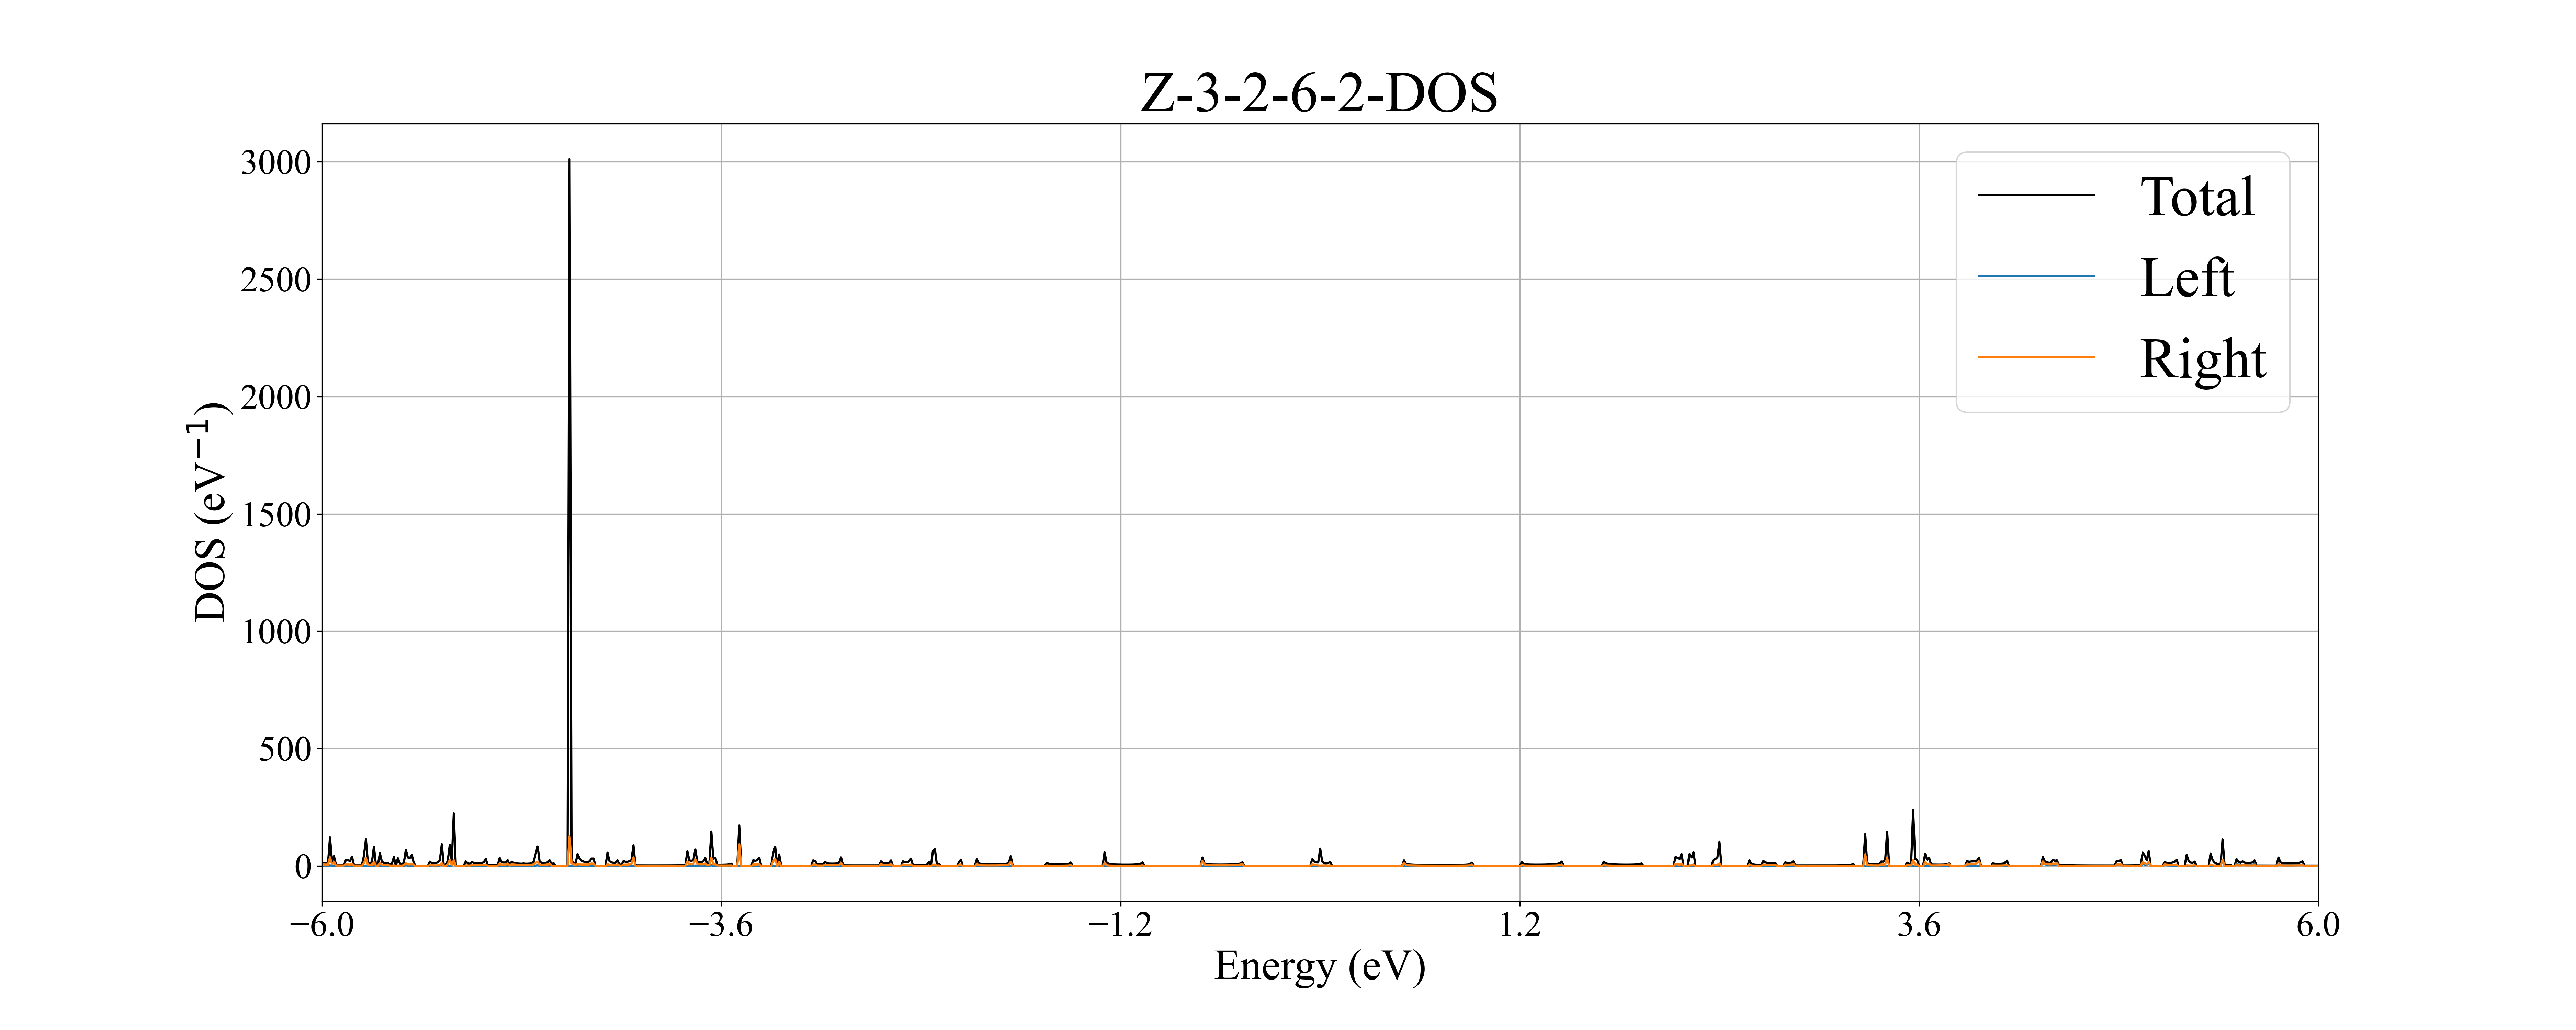 Z-3-2-6-2-DOS
3000
2500
2000
1500
1000
500
0
DOS (eV⁻¹)
−6.0 −3.6 −1.2 1.2 3.6 6.0
Energy (eV)
Total
Left
Right